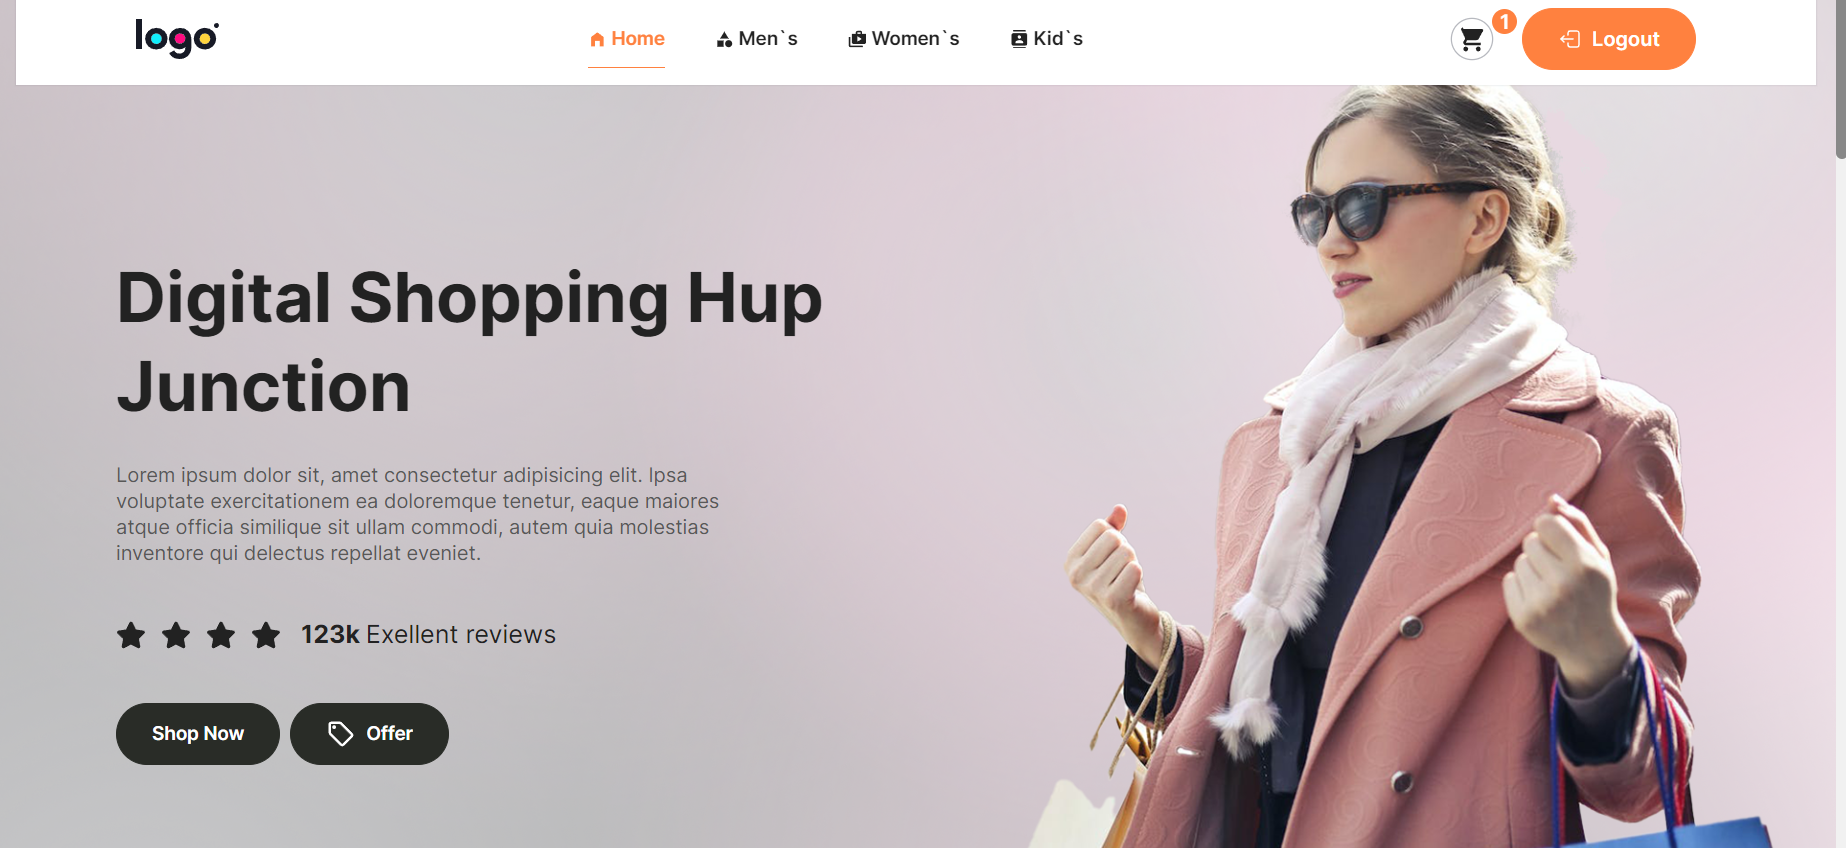 logo
Home
Men`s
Women`s
Kid`s
1
Logout
Digital Shopping Hup
Junction
Lorem ipsum dolor sit, amet consectetur adipisicing elit. Ipsa
voluptate exercitationem ea doloremque tenetur, eaque maiores
atque officia similique sit ullam commodi, autem quia molestias
inventore qui delectus repellat eveniet.
123k Exellent reviews
Shop Now
Offer